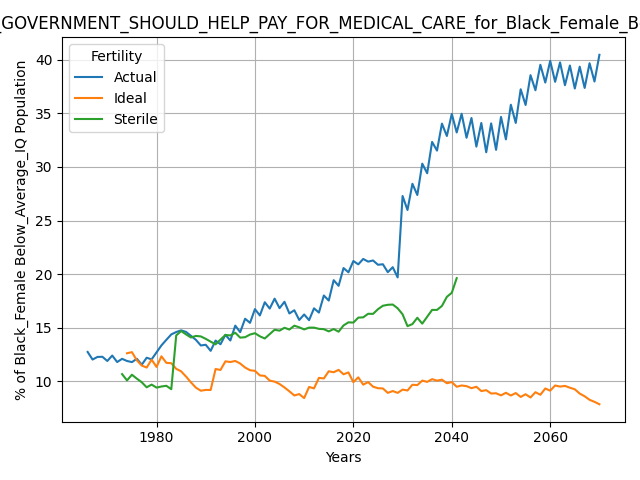 _GOVERNMENT_SHOULD_HELP_PAY_FOR_MEDICAL_CARE_for_Black_Female_B
Fertility
Actual
Ideal
Sterile
% of Black_Female Below_Average_IQ Population
40
35
30
25
20
15
10
1980
2000
2020
2040
2060
Years